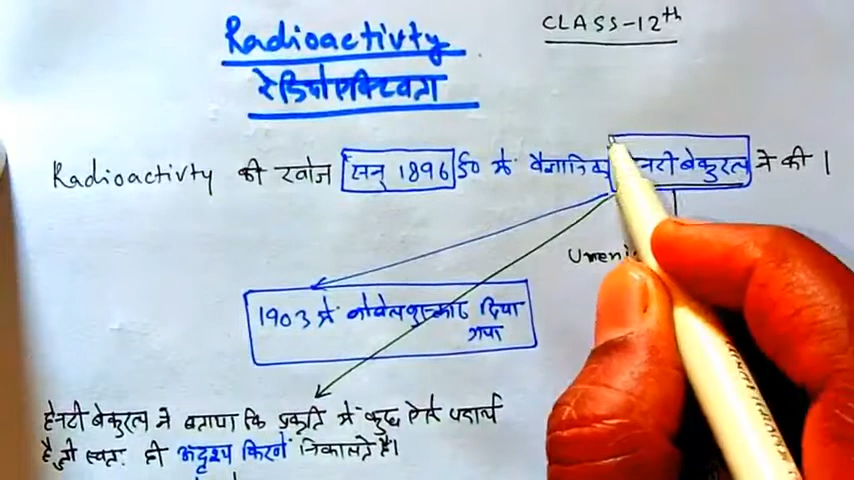 CLASS-12th
Radioactivty
रेडियोएक्टिवता
Radioactivty की खोज सन् 1896 ई० में वैज्ञानिक हेनरी बेकुरल ने की |
1903 में नोबेल पुरस्कार दिया
गया
हेनरी बेकुरल ने बताया कि प्रकृति में कुछ ऐसे पदार्थ
है, जो स्वतः ही अदृश्य किरणें निकालते है।